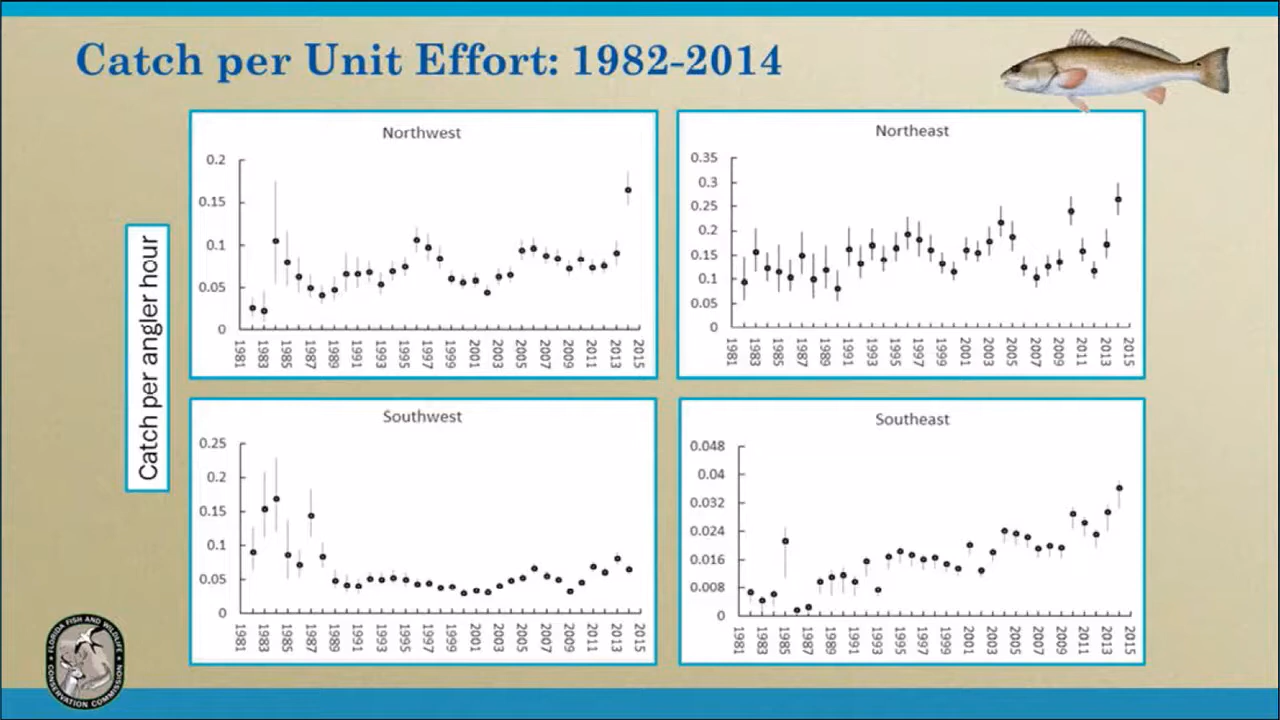 Catch per Unit Effort: 1982-2014
Catch per angler hour
Northwest
0.2
0.15
0.1
0.05
0
1981 1983 1985 1987 1989 1991 1993 1995 1997 1999 2001 2003 2005 2007 2009 2011 2013 2015
Northeast
0.35
0.3
0.25
0.2
0.15
0.1
0.05
0
1981 1983 1985 1987 1989 1991 1993 1995 1997 1999 2001 2003 2005 2007 2009 2011 2013 2015
Southwest
0.25
0.2
0.15
0.1
0.05
0
1981 1983 1985 1987 1989 1991 1993 1995 1997 1999 2001 2003 2005 2007 2009 2011 2013 2015
Southeast
0.048
0.04
0.032
0.024
0.016
0.008
0
1981 1983 1985 1987 1989 1991 1993 1995 1997 1999 2001 2003 2005 2007 2009 2011 2013 2015
FLORIDA FISH AND WILDLIFE
CONSERVATION COMMISSION